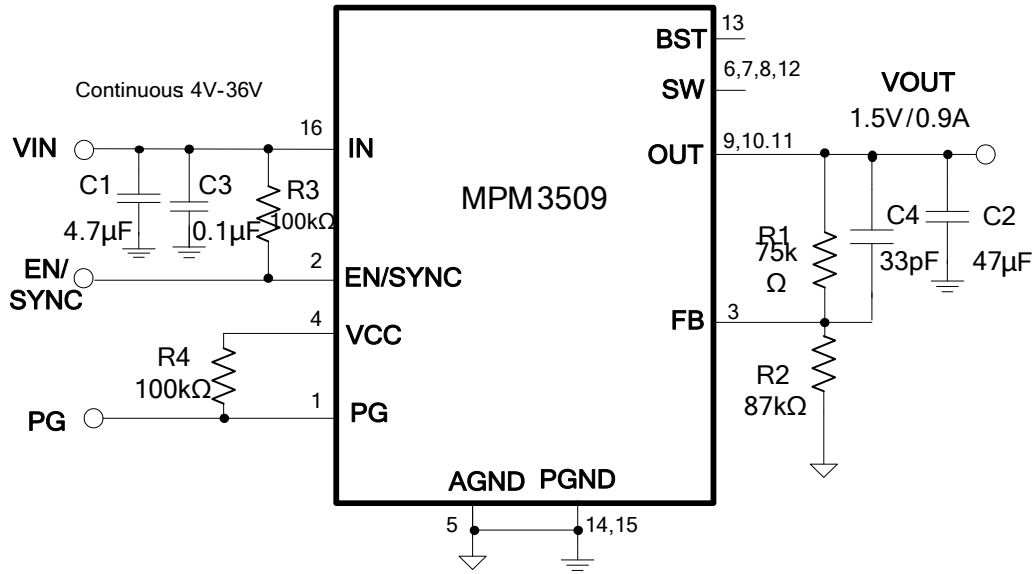 Continuous: 4V-36V
VIN
16
IN
C1
4.7µF
C3
0.1µF
R3
100kΩ
EN/
SYNC
2
EN/SYNC
4
VCC
R4
100kΩ
PG
1
PG
MPM3509
BST
13
SW
6,7,8,12
OUT
9,10.11
VOUT
1.5V/0.9A
R1
75k
Ω
C4
33pF
C2
47µF
FB
3
R2
87kΩ
AGND
PGND
5
14,15